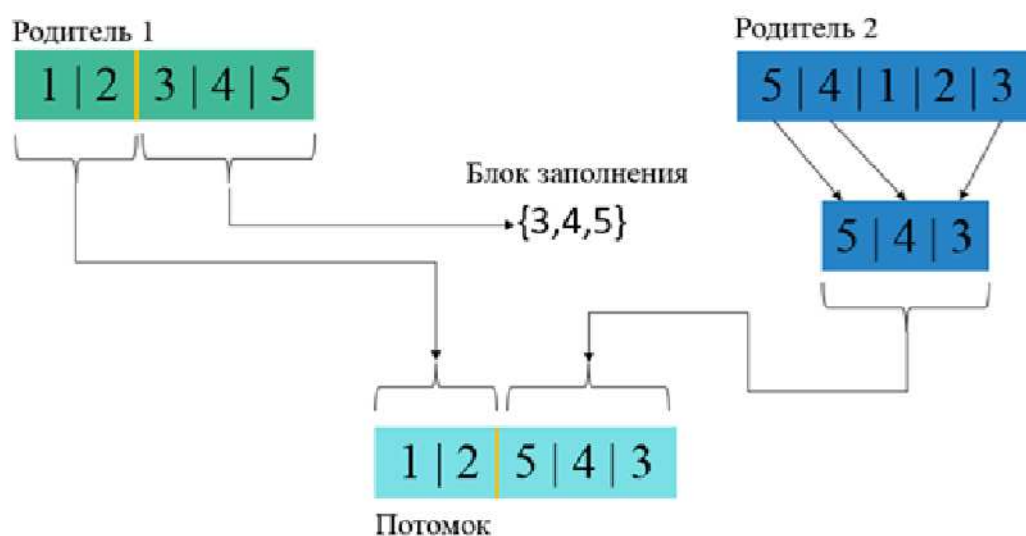 Родитель 1
1 | 2 | 3 | 4 | 5
Родитель 2
5 | 4 | 1 | 2 | 3
Блок заполнения
{3,4,5}
5 | 4 | 3
1 | 2 | 5 | 4 | 3
Потомок